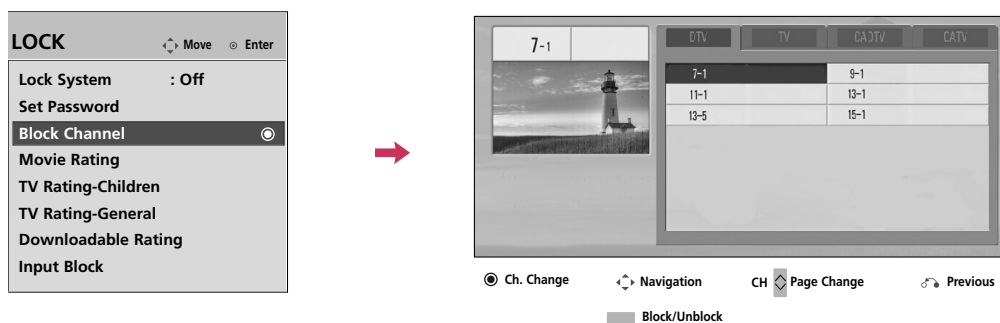 LOCK
Move Enter
Lock System : Off
Set Password
Block Channel
Movie Rating
TV Rating-Children
TV Rating-General
Downloadable Rating
Input Block
7-1
DTV TV CADTV CATV
7-1 9-1
11-1 13-1
13-5 15-1
Ch. Change Navigation CH Page Change Previous
Block/Unblock